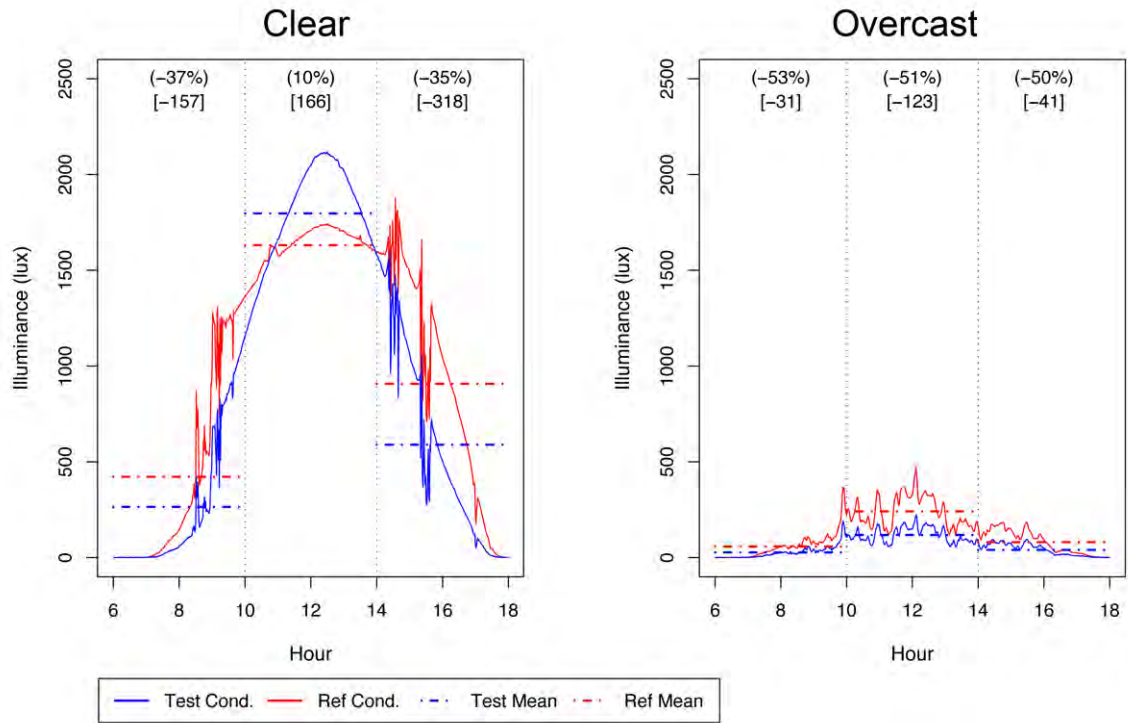 Clear
Overcast
(−37%)
[−157]
(10%)
[166]
(−35%)
[−318]
(−53%)
[−31]
(−51%)
[−123]
(−50%)
[−41]
Illuminance (lux)
2500
2000
1500
1000
500
0
6 8 10 12 14 16 18
Hour
Illuminance (lux)
2500
2000
1500
1000
500
0
6 8 10 12 14 16 18
Hour
Test Cond. Ref Cond. Test Mean Ref Mean